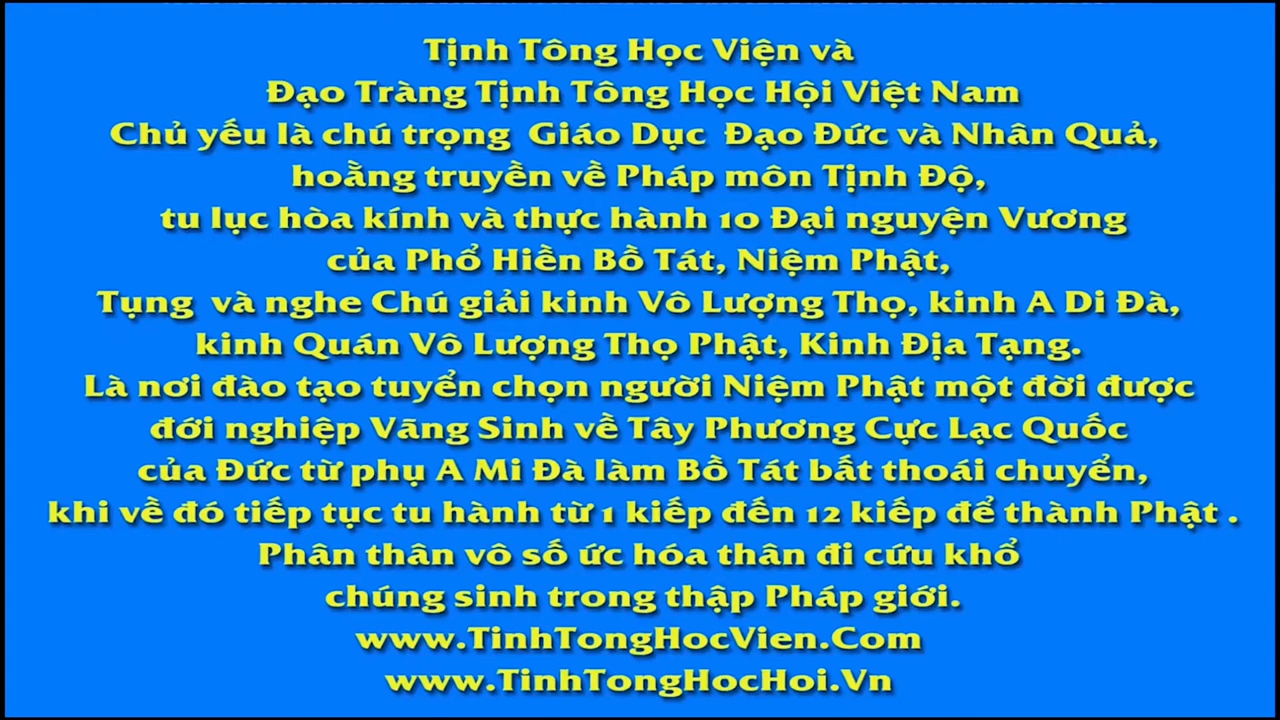 Tịnh Tông Học Viện và
Đạo Tràng Tịnh Tông Học Hội Việt Nam
Chủ yếu là chú trọng Giáo Dục Đạo Đức và Nhân Quả,
hoằng truyền về Pháp môn Tịnh Độ,
tu lục hòa kính và thực hành 10 Đại nguyện Vương
của Phổ Hiền Bồ Tát, Niệm Phật,
Tụng và nghe Chú giải kinh Vô Lượng Thọ, kinh A Di Đà,
kinh Quán Vô Lượng Thọ Phật, Kinh Địa Tạng.
Là nơi đào tạo tuyển chọn người Niệm Phật một đời được
đới nghiệp Vãng Sinh về Tây Phương Cực Lạc Quốc
của Đức từ phụ A Mi Đà làm Bồ Tát bất thoái chuyển,
khi về đó tiếp tục tu hành từ 1 kiếp đến 12 kiếp để thành Phật .
Phân thân vô số ức hóa thân đi cứu khổ
chúng sinh trong thập Pháp giới.
www.TinhTongHocVien.Com
www.TinhTongHocHoi.Vn